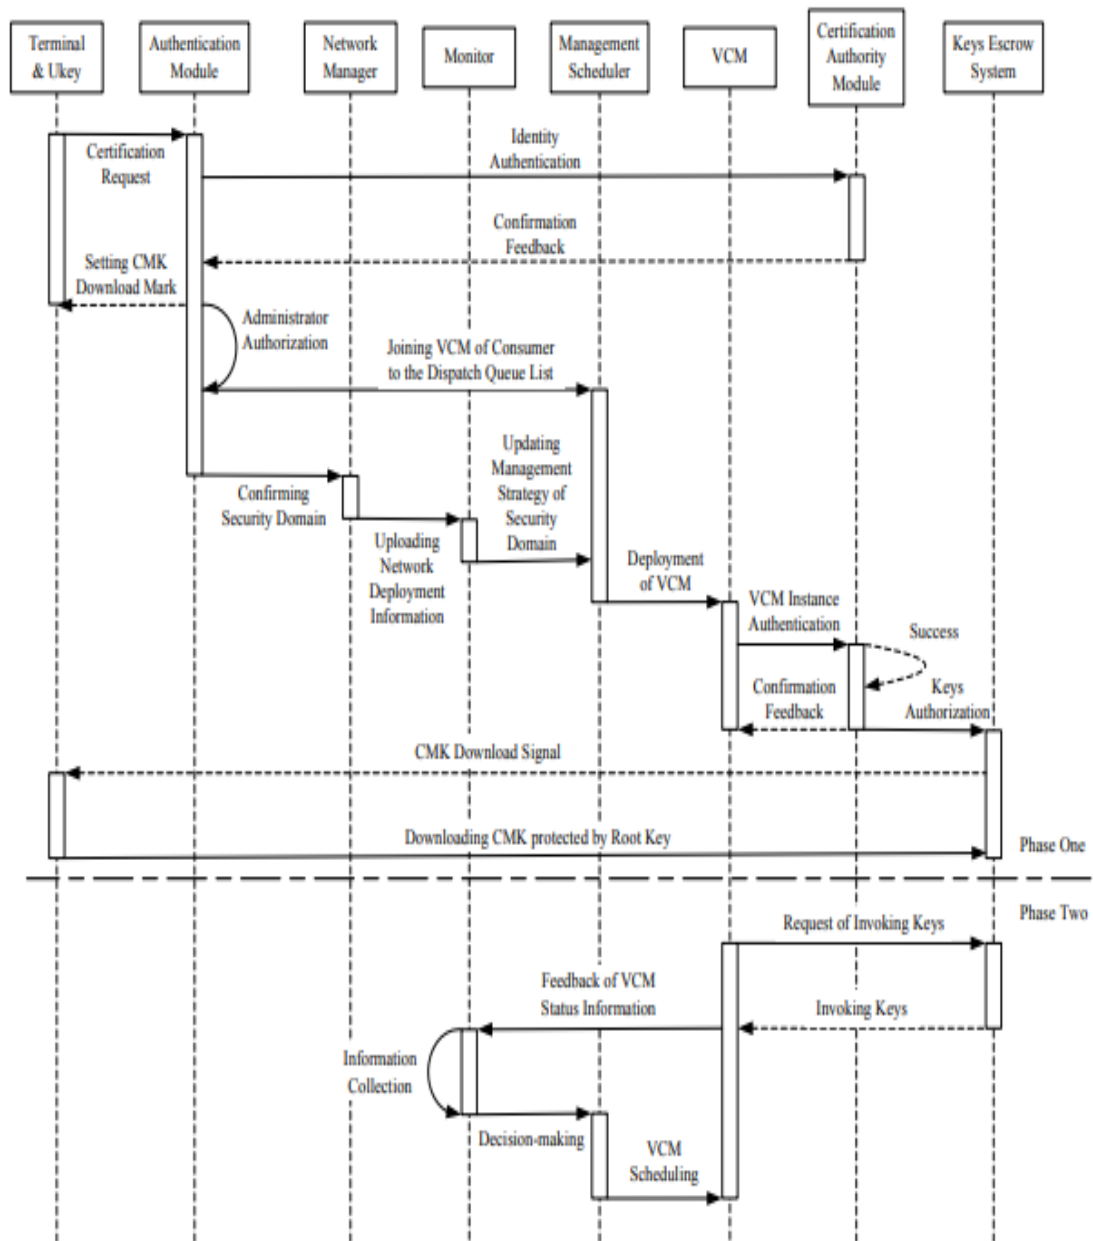 Terminal
& Ukey
Authentication
Module
Network
Manager
Monitor
Management
Scheduler
VCM
Certification
Authority
Module
Keys Escrow
System
Certification
Request
Identity
Authentication
Confirmation
Feedback
Setting CMK
Download Mark
Administrator
Authorization
Joining VCM of Consumer
to the Dispatch Queue List
Updating
Management
Strategy of
Security
Domain
Confirming
Security Domain
Uploading
Network
Deployment
Information
Deployment
of VCM
VCM Instance
Authentication
Success
Confirmation
Feedback
Keys
Authorization
CMK Download Signal
Downloading CMK protected by Root Key
Phase One
Phase Two
Request of Invoking Keys
Feedback of VCM
Status Information
Invoking Keys
Information
Collection
Decision-making
VCM
Scheduling